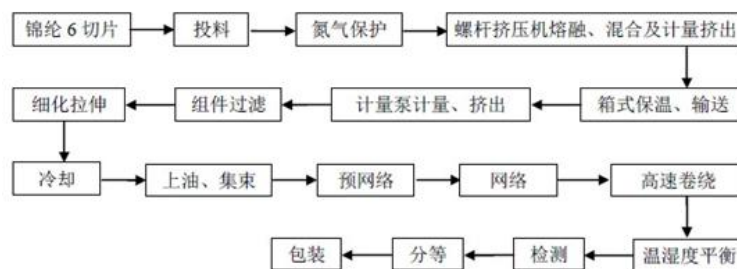 锦纶 6 切片
投料
氮气保护
螺杆挤压机熔融、混合及计量挤出
细化拉伸
组件过滤
计量泵计量、挤出
箱式保温、输送
冷却
上油、集束
预网络
网络
高速卷绕
包装
分等
检测
温湿度平衡